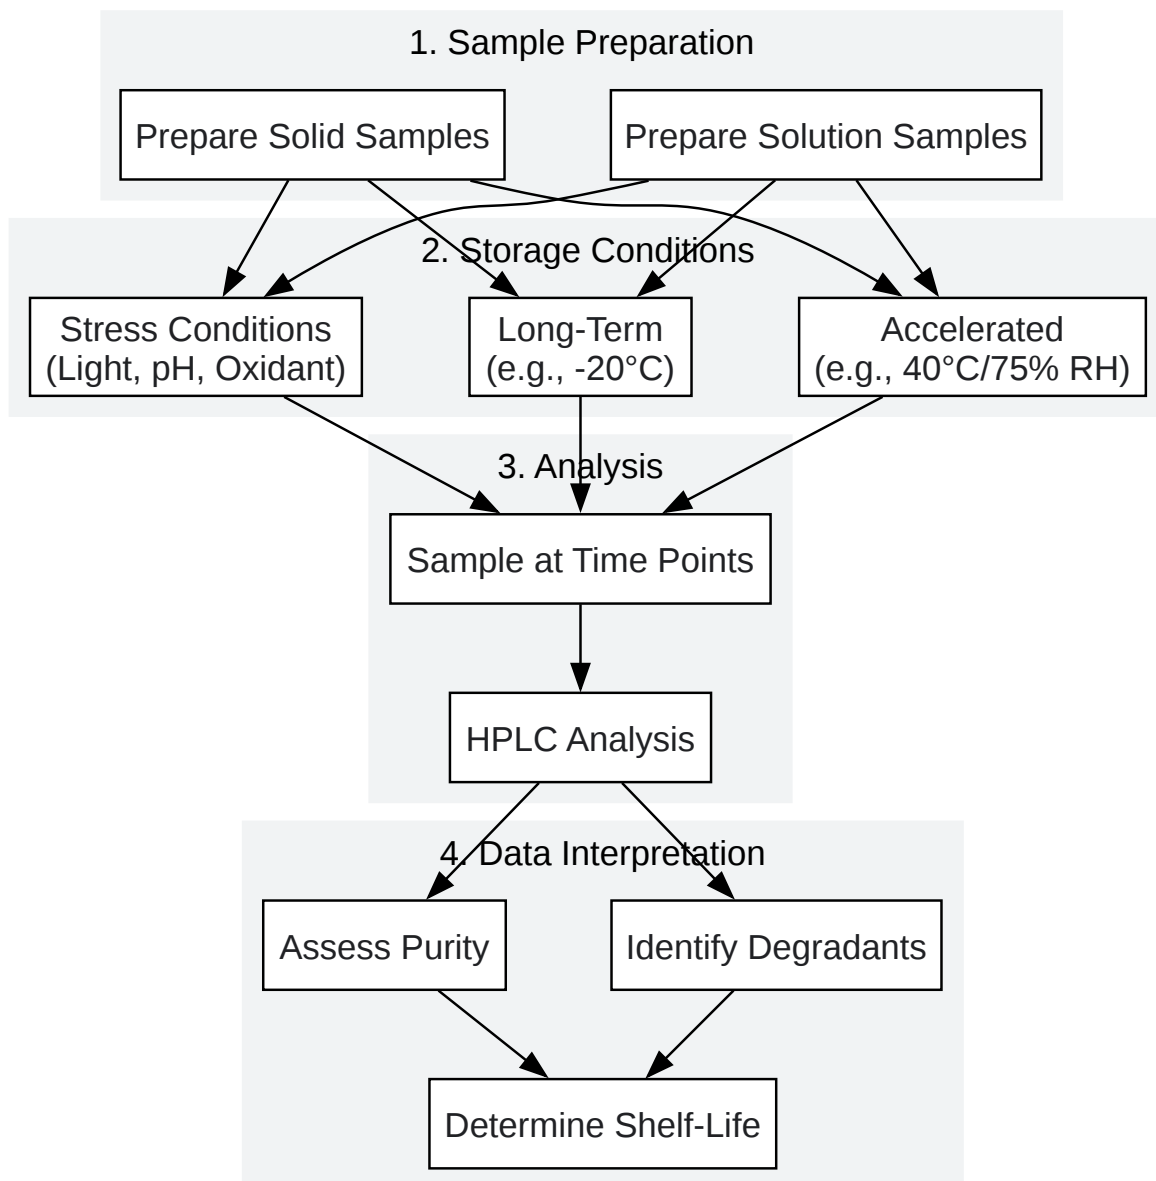 1. Sample Preparation
Prepare Solid Samples
Prepare Solution Samples
2. Storage Conditions
Stress Conditions
(Light, pH, Oxidant)
Long-Term
(e.g., -20°C)
Accelerated
(e.g., 40°C/75% RH)
3. Analysis
Sample at Time Points
HPLC Analysis
4. Data Interpretation
Assess Purity
Identify Degradants
Determine Shelf-Life